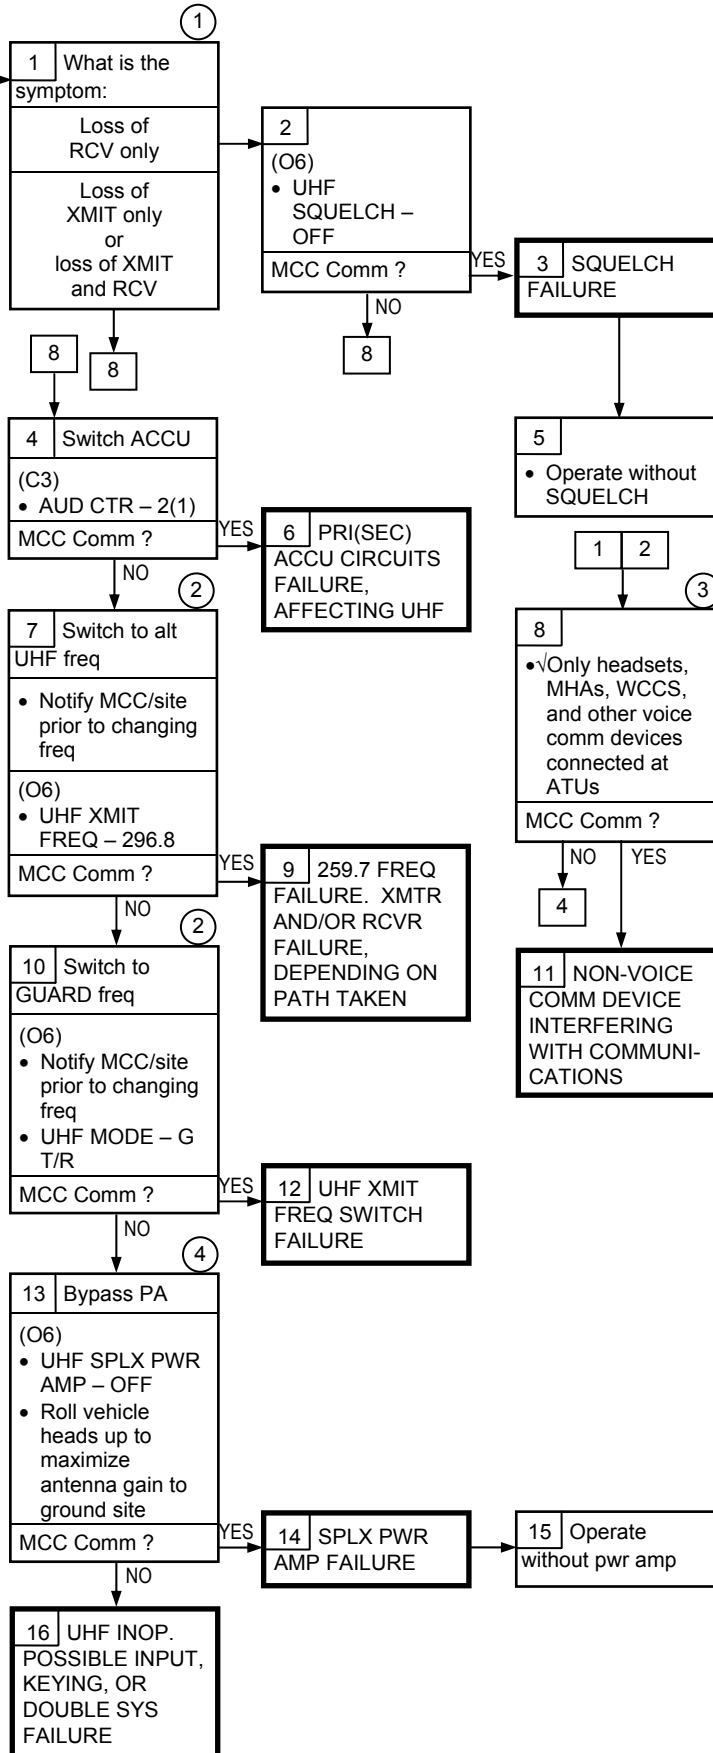 1
1 What is the
symptom:
Loss of
RCV only
Loss of
XMIT only
or
loss of XMIT
and RCV
2
(O6)
• UHF
SQUELCH –
OFF
MCC Comm ?
YES
NO
8
3 SQUELCH
FAILURE
8
8
4 Switch ACCU
(C3)
• AUD CTR – 2(1)
MCC Comm ?
YES
NO
5
• Operate without
SQUELCH
6 PRI(SEC)
ACCU CIRCUITS
FAILURE,
AFFECTING UHF
1 2
2
7 Switch to alt
UHF freq
• Notify MCC/site
prior to changing
freq
(O6)
• UHF XMIT
FREQ – 296.8
MCC Comm ?
YES
NO
3
8
•√Only headsets,
MHAs, WCCS,
and other voice
comm devices
connected at
ATUs
MCC Comm ?
NO
YES
4
9 259.7 FREQ
FAILURE. XMTR
AND/OR RCVR
FAILURE,
DEPENDING ON
PATH TAKEN
2
10 Switch to
GUARD freq
(O6)
• Notify MCC/site
prior to changing
freq
• UHF MODE – G
T/R
MCC Comm ?
YES
NO
11 NON-VOICE
COMM DEVICE
INTERFERING
WITH COMMUNI-
CATIONS
12 UHF XMIT
FREQ SWITCH
FAILURE
4
13 Bypass PA
(O6)
• UHF SPLX PWR
AMP – OFF
• Roll vehicle
heads up to
maximize
antenna gain to
ground site
MCC Comm ?
YES
NO
14 SPLX PWR
AMP FAILURE
15 Operate
without pwr amp
16 UHF INOP.
POSSIBLE INPUT,
KEYING, OR
DOUBLE SYS
FAILURE